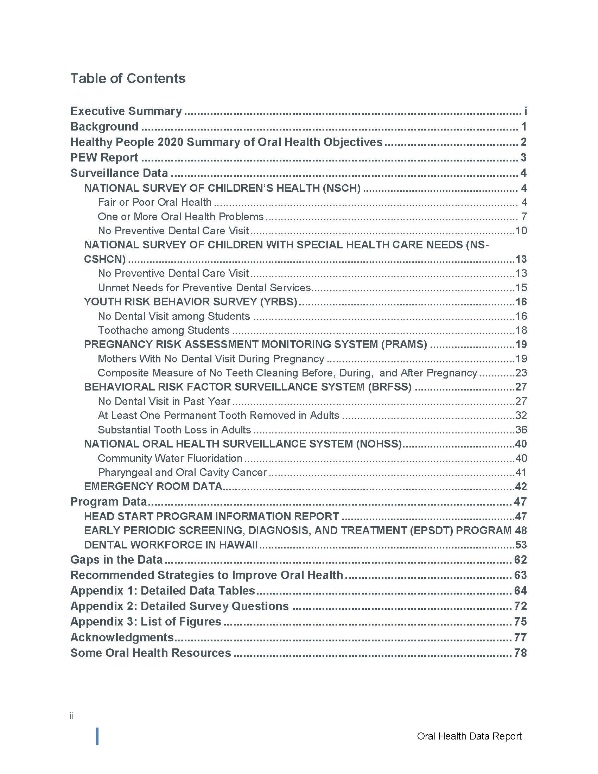 Table of Contents
Executive Summary ........................................................................................................ i
Background ................................................................................................................... 1
Healthy People 2020 Summary of Oral Health Objectives ......................................... 2
PEW Report ................................................................................................................... 3
Surveillance Data .......................................................................................................... 4
NATIONAL SURVEY OF CHILDREN'S HEALTH (NSCH) ............................................... 4
Fair or Poor Oral Health ................................................................................................. 4
One or More Oral Health Problems ................................................................................ 7
No Preventive Dental Care Visit .....................................................................................10
NATIONAL SURVEY OF CHILDREN WITH SPECIAL HEALTH CARE NEEDS (NS-
CSHCN) ........................................................................................................................13
No Preventive Dental Care Visit .....................................................................................13
Unmet Needs for Preventive Dental Services .................................................................15
YOUTH RISK BEHAVIOR SURVEY (YRBS) ..................................................................16
No Dental Visit among Students ....................................................................................16
Toothache among Students ...........................................................................................18
PREGNANCY RISK ASSESSMENT MONITORING SYSTEM (PRAMS) ..........................19
Mothers With No Dental Visit During Pregnancy ............................................................19
Composite Measure of No Teeth Cleaning Before, During, and After Pregnancy ...........23
BEHAVIORAL RISK FACTOR SURVEILLANCE SYSTEM (BRFSS) ...............................27
No Dental Visit in Past Year ...........................................................................................27
At Least One Permanent Tooth Removed in Adults .......................................................32
Substantial Tooth Loss in Adults ....................................................................................36
NATIONAL ORAL HEALTH SURVEILLANCE SYSTEM (NOHSS) ..................................40
Community Water Fluoridation .......................................................................................40
Pharyngeal and Oral Cavity Cancer ...............................................................................41
EMERGENCY ROOM DATA .........................................................................................42
Program Data ................................................................................................................ 47
HEAD START PROGRAM INFORMATION REPORT .....................................................47
EARLY PERIODIC SCREENING, DIAGNOSIS, AND TREATMENT (EPSDT) PROGRAM 48
DENTAL WORKFORCE IN HAWAII ...............................................................................53
Gaps in the Data ........................................................................................................... 62
Recommended Strategies to Improve Oral Health .................................................... 63
Appendix 1: Detailed Data Tables ............................................................................... 64
Appendix 2: Detailed Survey Questions .................................................................... 72
Appendix 3: List of Figures ......................................................................................... 75
Acknowledgments ........................................................................................................ 77
Some Oral Health Resources ...................................................................................... 78
ii
Oral Health Data Report